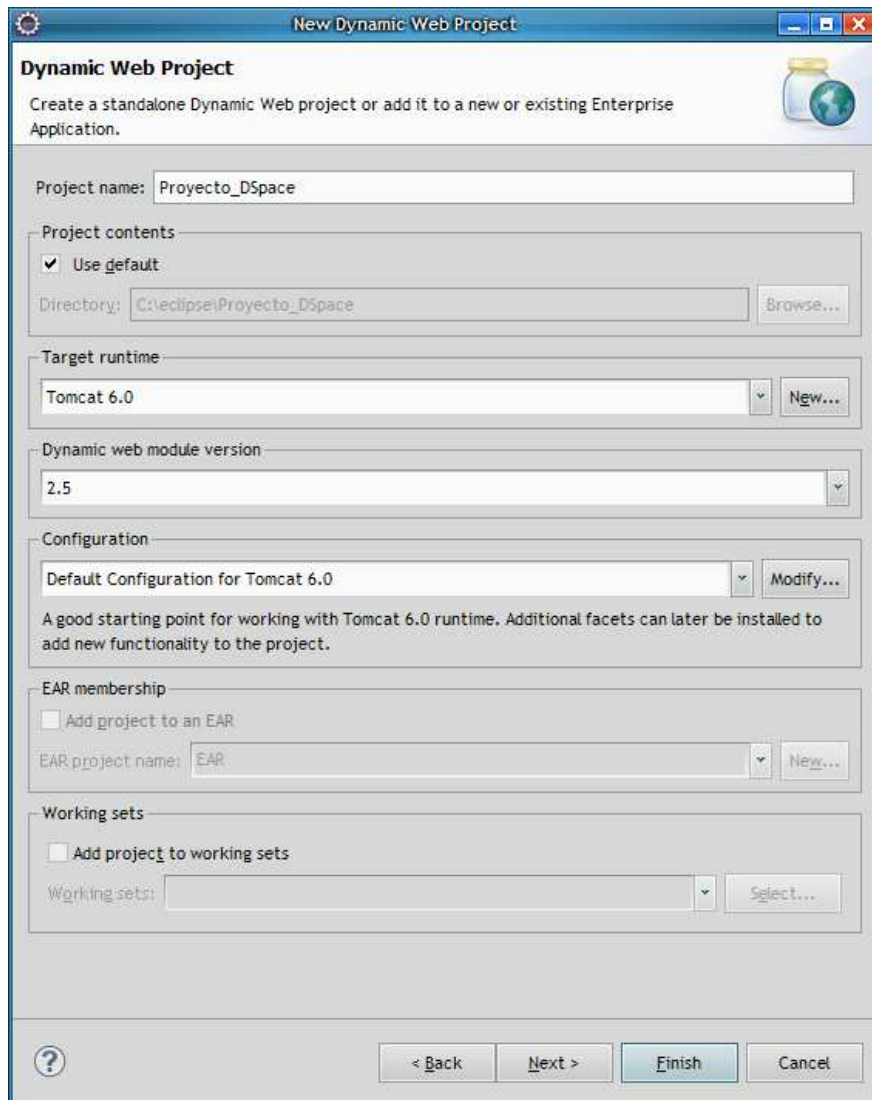 New Dynamic Web Project
Dynamic Web Project
Create a standalone Dynamic Web project or add it to a new or existing Enterprise
Application.
Project name: Proyecto_DSpace
Project contents
Use default
Directory: C:\eclipse\Proyecto_DSpace Browse...
Target runtime
Tomcat 6.0 New...
Dynamic web module version
2.5
Configuration
Default Configuration for Tomcat 6.0 Modify...
A good starting point for working with Tomcat 6.0 runtime. Additional facets can later be installed to
add new functionality to the project.
EAR membership
Add project to an EAR
EAR project name: EAR New...
Working sets
Add project to working sets
Working sets: Select...
? < Back Next > Finish Cancel